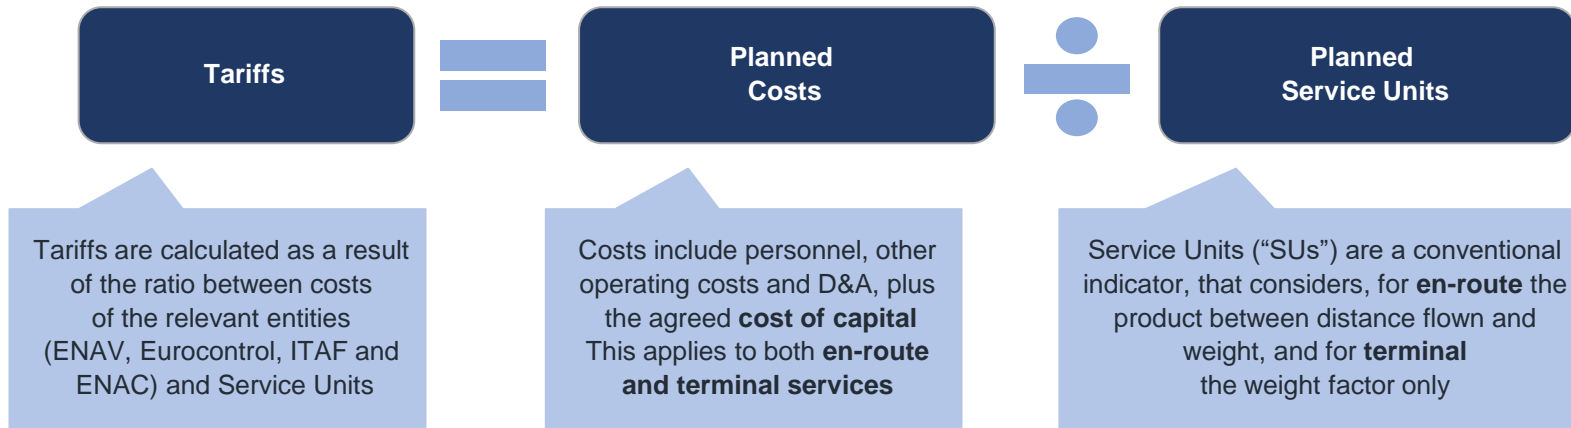 Tariffs
Planned
Costs
Planned
Service Units
Tariffs are calculated as a result
of the ratio between costs
of the relevant entities
(ENAV, Eurocontrol, ITAF and
ENAC) and Service Units
Costs include personnel, other
operating costs and D&A, plus
the agreed cost of capital
This applies to both en-route
and terminal services
Service Units (“SUs”) are a conventional
indicator, that considers, for en-route the
product between distance flown and
weight, and for terminal
the weight factor only